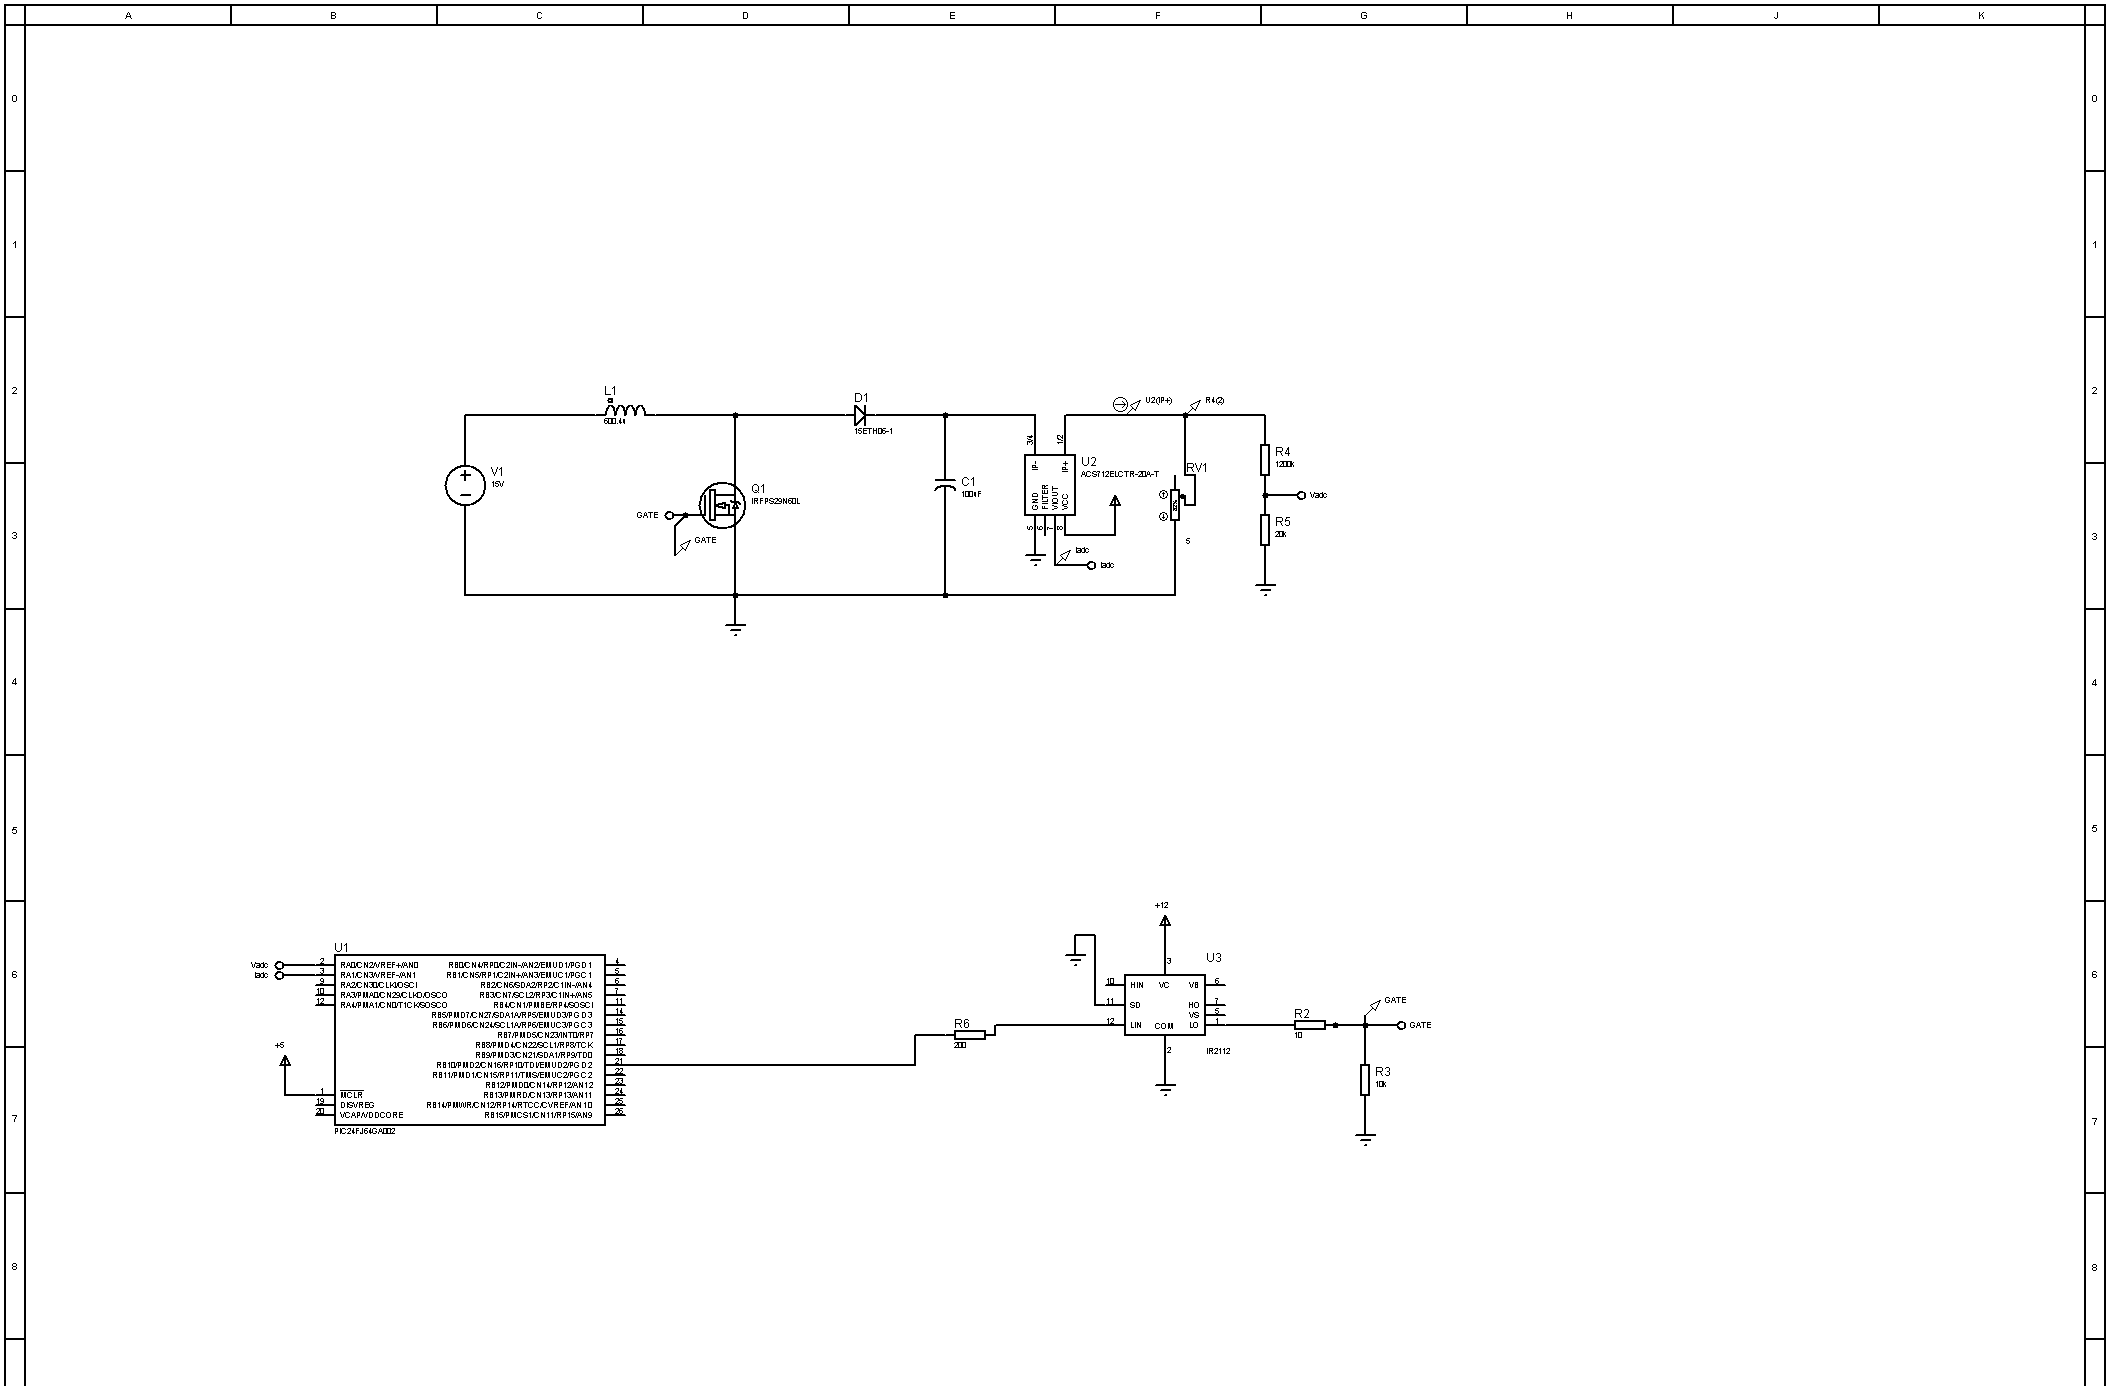 A B C D E F G H J K
0 0
1 1
2 2
3 3
4 4
5 5
6 6
7 7
8 8
L1
D1
15ETH06-1
V1
15V
Q1
IRFPS29N60L
GATE
GATE
C1
U2
ACS712ELCTR-20A-T
3/4
1/2
IP-
IP+
GND
FILTER
VIOUT
VCC
5
6
7
8
Iadc
Iadc
U2(IP+)
R4(2)
RV1
5
R4
1200k
Vadc
R5
20k
U1
Vadc
Iadc
2 RA0/CN2/VREF+/AN0
3 RA1/CN3/VREF-/AN1
9 RA2/CN30/CLKI/OSCI
10 RA3/PMA0/CN29/CLKO/OSCO
12 RA4/PMA1/CN0/T1CK/SOSCO
RB0/CN4/RP0/C2IN-/AN2/EMUD1/PGD1 4
RB1/CN5/RP1/C2IN+/AN3/EMUC1/PGC1 5
RB2/CN6/SDA2/RP2/C1IN-/AN4 6
RB3/CN7/SCL2/RP3/C1IN+/AN5 7
RB4/CN1/PMBE/RP4/SOSCI 11
RB5/PMD7/CN27/SDA1A/RP5/EMUD3/PGD3 14
RB6/PMD6/CN24/SCL1A/RP6/EMUC3/PGC3 15
RB7/PMD5/CN23/INT0/RP7 16
RB8/PMD4/CN22/SCL1/RP8/TCK 17
RB9/PMD3/CN21/SDA1/RP9/TDO 18
RB10/PMD2/CN16/RP10/TDI/EMUD2/PGD2 21
RB11/PMD1/CN15/RP11/TMS/EMUC2/PGC2 22
RB12/PMD0/CN14/RP12/AN12 23
RB13/PMRD/CN13/RP13/AN11 24
RB14/PMWR/CN12/RP14/RTCC/CVREF/AN10 25
RB15/PMCS1/CN11/RP15/AN9 26
+5
1 MCLR
19 DISVREG
20 VCAP/VDDCORE
PIC24FJ64GA002
R6
200
+12
3
U3
10 HIN VC VB 6
11 SD HO 7
VS 5
12 LIN COM LO 1
2
IR2112
R2
10
GATE
GATE
R3
10k